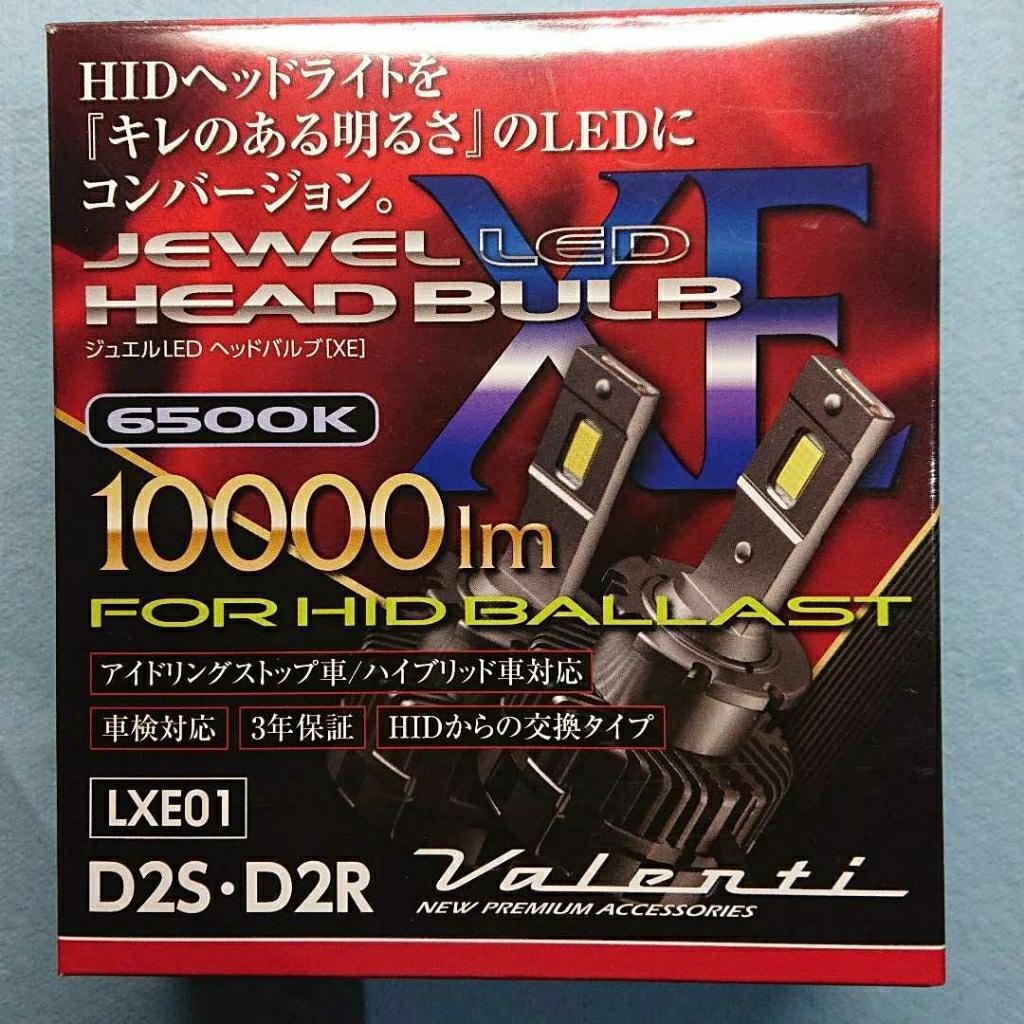 HIDヘッドライトを
『キレのある明るさ』のLEDに
コンバージョン。
XE
JEWEL LED
HEAD BULB
ジュエルLED ヘッドバルブ[XE]
6500K
10000lm
FOR HID BALLAST
アイドリングストップ車/ハイブリッド車対応
車検対応 3年保証 HIDからの交換タイプ
LXE01
D2S・D2R
Valenti
NEW PREMIUM ACCESSORIES